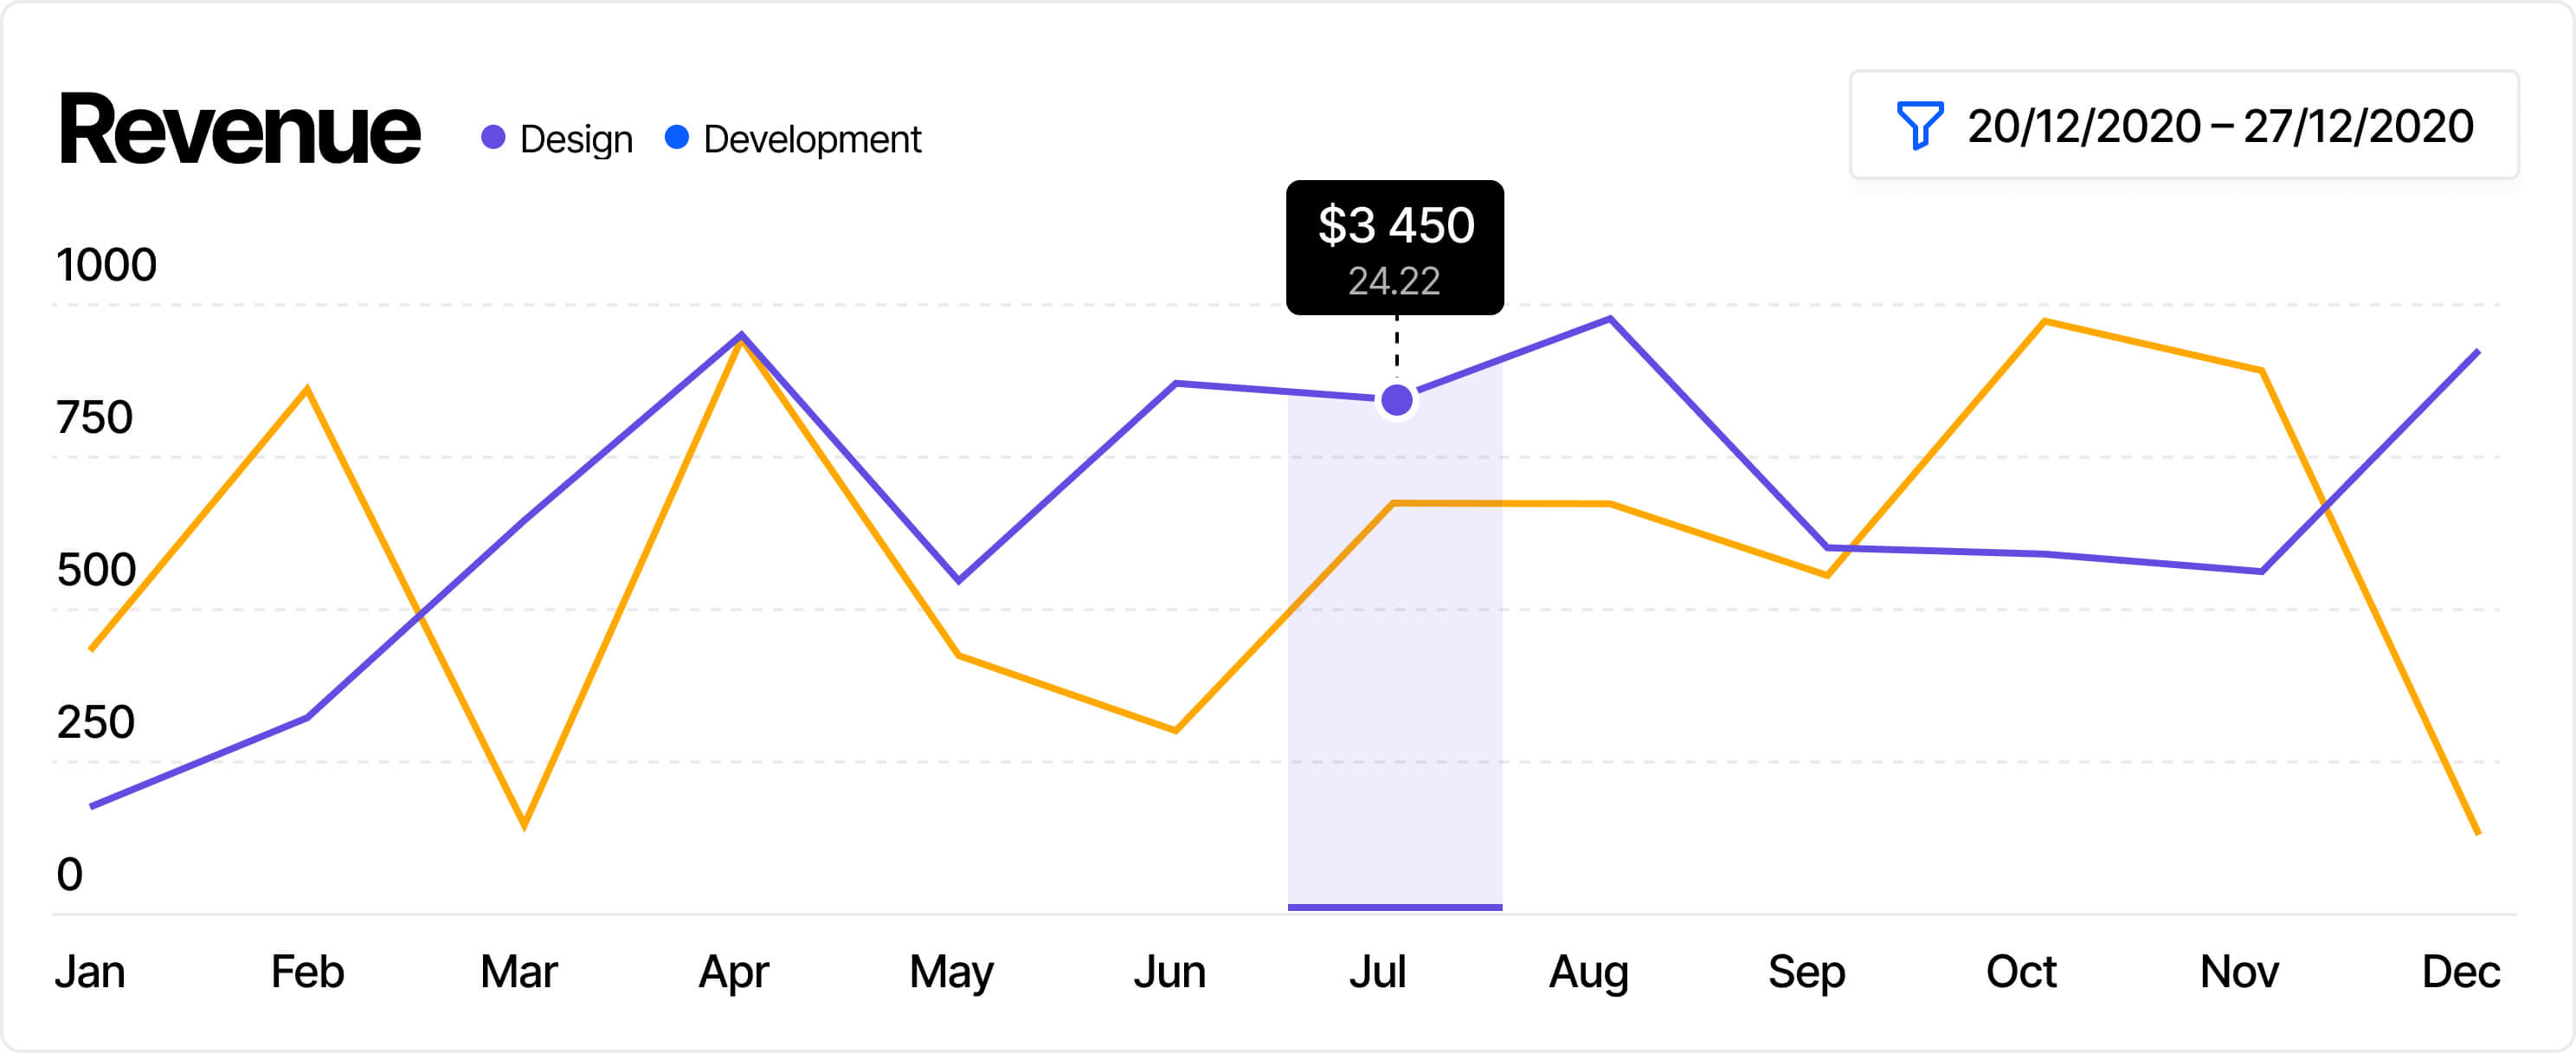 Revenue
Design
Development
20/12/2020 – 27/12/2020
$3 450
24.22
1000
750
500
250
0
Jan Feb Mar Apr May Jun Jul Aug Sep Oct Nov Dec